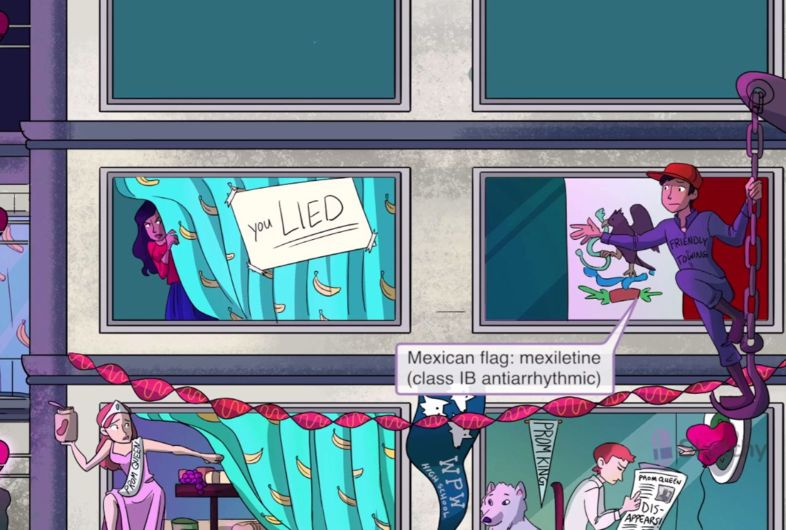 you LIED
FRIENDLY
TOWING
Mexican flag: mexiletine
(class IB antiarrhythmic)
PROM QUEEN
WPW
HIGH SCHOOL
PROM KING
PROM QUEEN
DIS-
APPEARS!